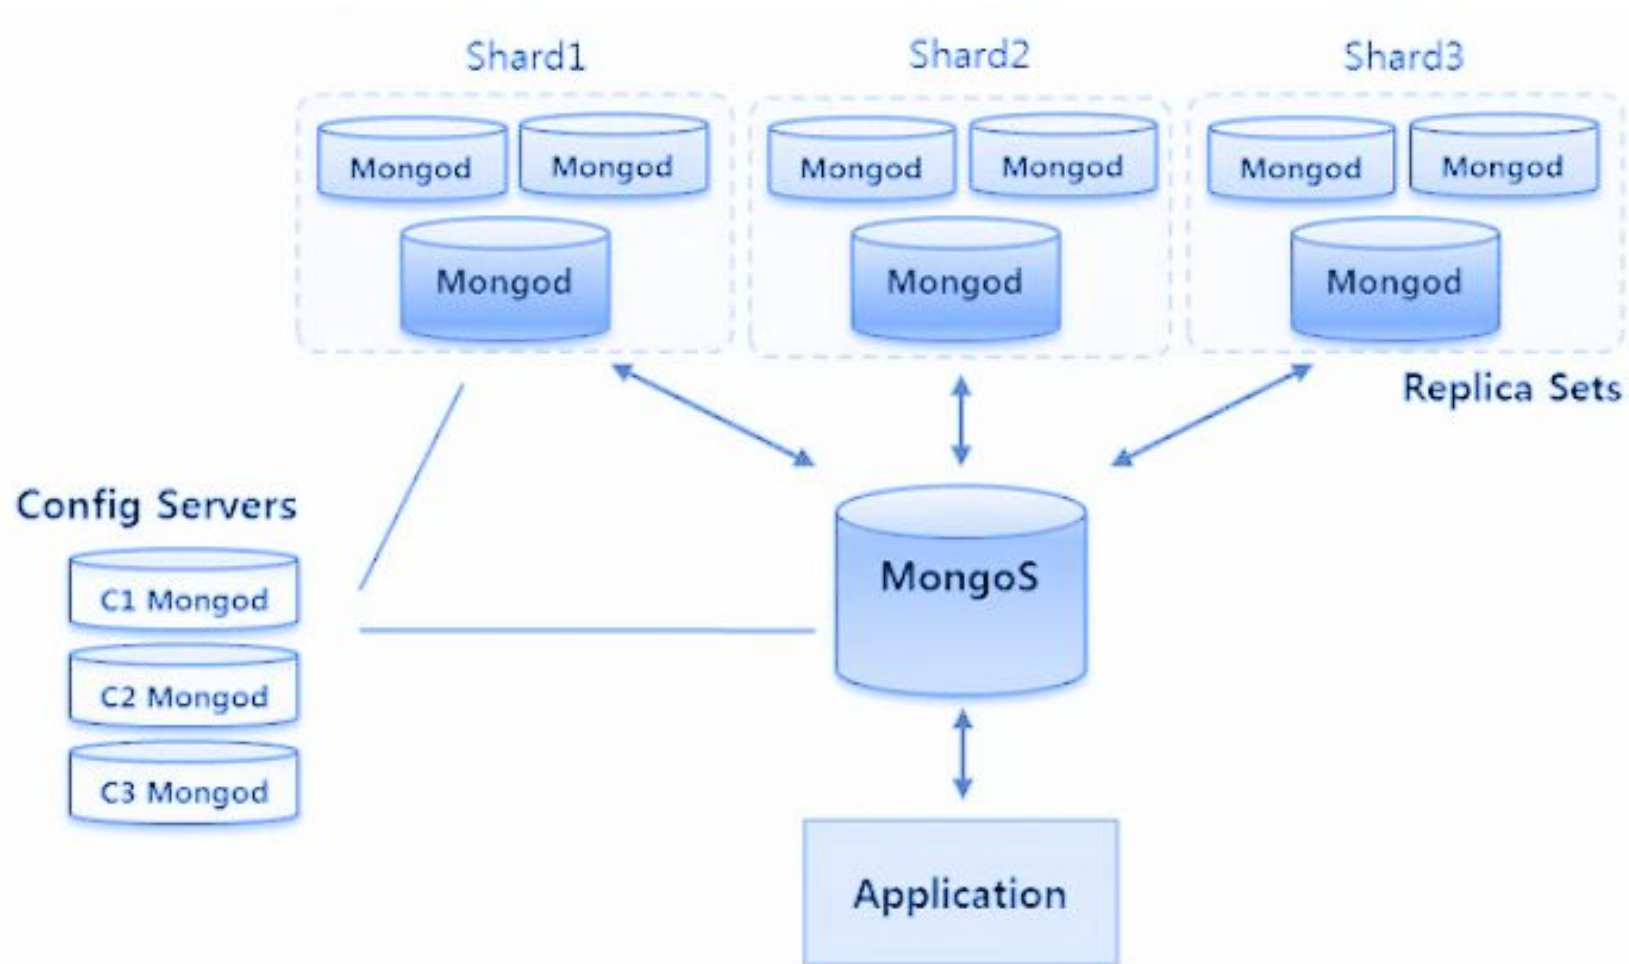 Shard1
Shard2
Shard3
Mongod
Mongod
Mongod
Mongod
Mongod
Mongod
Mongod
Mongod
Mongod
Replica Sets
Config Servers
C1 Mongod
C2 Mongod
C3 Mongod
MongoS
Application